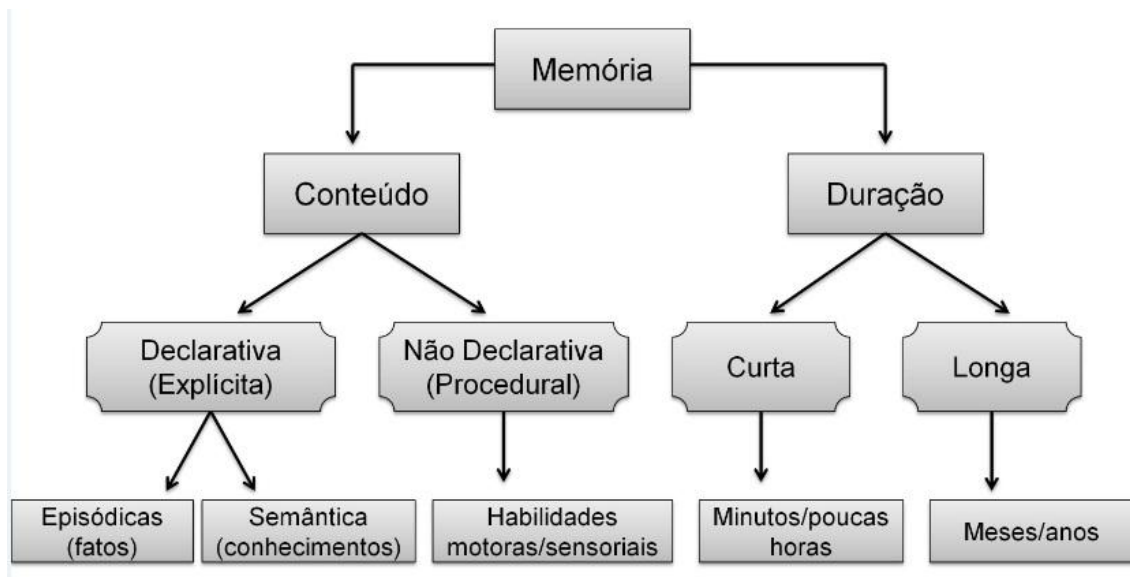 Memória
Conteúdo
Duração
Declarativa
(Explícita)
Não Declarativa
(Procedural)
Curta
Longa
Episódicas
(fatos)
Semântica
(conhecimentos)
Habilidades
motoras/sensoriais
Minutos/poucas
horas
Meses/anos